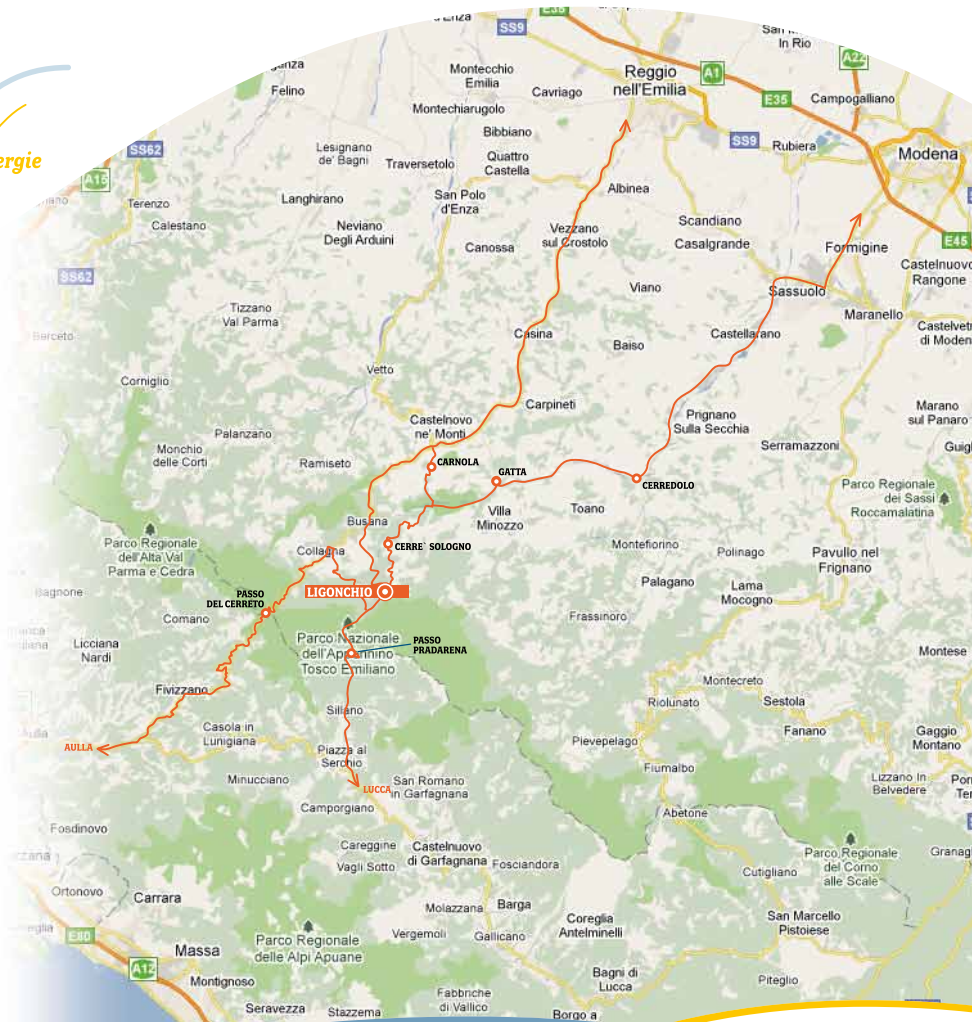 E35
SS9
San M
In Rio
A22
Reggio
nell'Emilia
A1
E35
Campogalliano
Montecchio
Emilia
Cavriago
Felino
Montechiarugolo
Bibbiano
SS9
Rubiera
Modena
ergie
SS62
A15
Lesignano
de' Bagni
Traversetolo
Quattro
Castella
Albinea
Terenzo
Langhirano
San Polo
d'Enza
Calestano
Neviano
Degli Arduini
Canossa
Vezzano
sul Crostolo
Scandiano
Casalgrande
Formigine
E45
Castelnuovo
Rangone
SS62
Viano
Sassuolo
Maranello
Tizzano
Val Parma
Berceto
Casina
Baiso
Castellarano
Castelvet
di Moden
Vetto
Corniglio
Carpineti
Castelnovo
ne' Monti
Prignano
Sulla Secchia
Marano
sul Panaro
Palanzano
Monchio
delle Corti
Ramiseto
CARNOLA
GATTA
CERREDOLO
Serramazzoni
Guigl
Parco Regionale
dei Sassi
Roccamalatina
Villa
Minozzo
Toano
Busana
CERRE` SOLOGNO
Collagna
Montefiorino
Polinago
Pavullo nel
Frignano
Parco Regionale
dell'Alta Val
Parma e Cedra
Bagnone
LIGONCHIO
Palagano
Lama
Mocogno
PASSO
DEL CERRETO
Comano
Frassinoro
Licciana
Nardi
Parco Nazionale
dell'Appennino
Tosco Emiliano
PASSO
PRADARENA
Montese
Fivizzano
Montecreto
Riolunato
Sestola
Sillano
Casola in
Lunigiana
Fanano
Gaggio
Montano
AULLA
Piazza al
Serchio
Pievepelago
Fiumalbo
Minucciano
San Romano
in Garfagnana
LUCCA
Lizzano In
Belvedere
Camporgiano
Abetone
Fosdinovo
Careggine
Castelnuovo
di Garfagnana
Vagli Sotto
Fosciandora
Parco Regionale
del Corno
alle Scale
Granag
Cutigliano
Ortonovo
Carrara
Molazzana
Barga
Coreglia
Antelminelli
San Marcello
Pistoiese
E80
Vergemoli
Gallicano
Massa
Parco Regionale
delle Alpi Apuane
A12
Montignoso
Bagni di
Lucca
Piteglio
Fabbriche
di Vallico
Seravezza
Stazzema
Borgo a